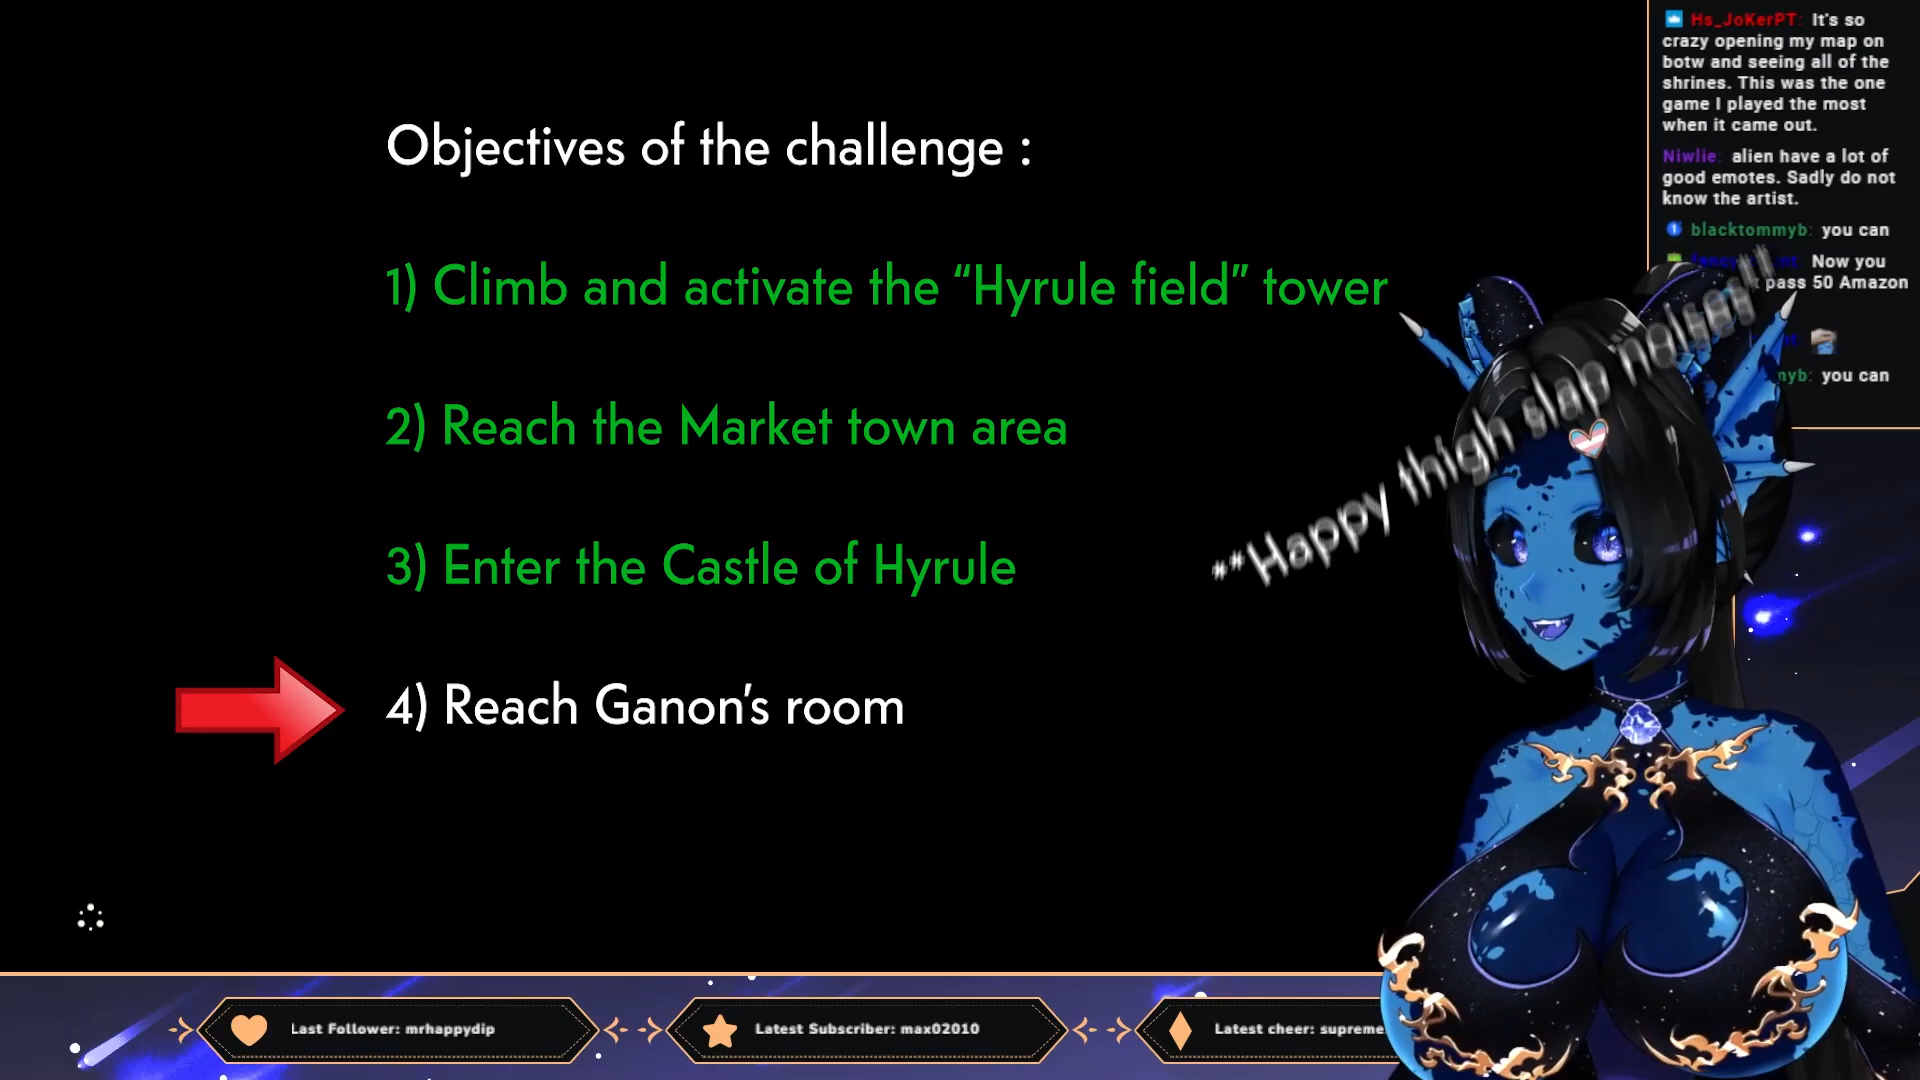 Objectives of the challenge :
1) Climb and activate the “Hyrule field” tower
2) Reach the Market town area
3) Enter the Castle of Hyrule
4) Reach Ganon’s room
Hs_JoKerPT: It's so
crazy opening my map on
botw and seeing all of the
shrines. This was the one
game I played the most
when it came out.
Niwlie: alien have a lot of
good emotes. Sadly do not
know the artist.
blacktommyb: you can
Now you
pass 50 Amazon
myb: you can
**Happy thigh slap noises
Last Follower: mrhappydip
Latest Subscriber: max02010
Latest cheer: supreme